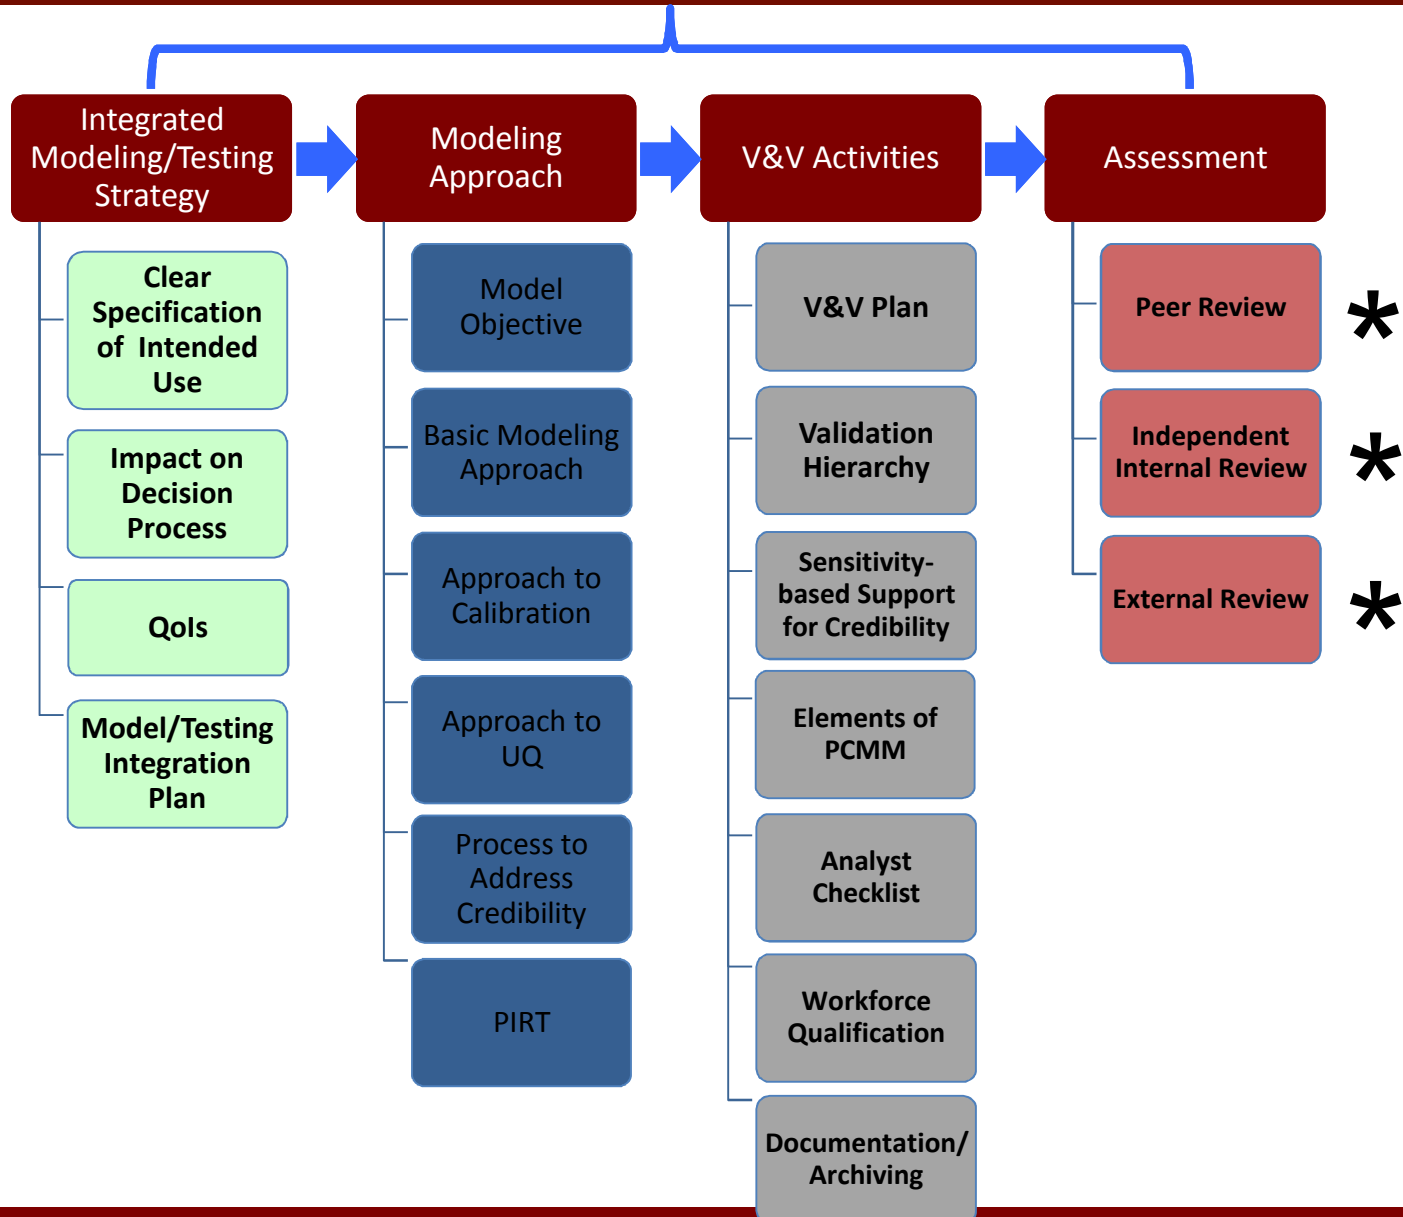 Integrated
Modeling/Testing
Strategy
Modeling
Approach
V&V Activities
Assessment
Clear
Specification
of Intended
Use
Impact on
Decision
Process
QoIs
Model/Testing
Integration
Plan
Model
Objective
Basic Modeling
Approach
Approach to
Calibration
Approach to
UQ
Process to
Address
Credibility
PIRT
V&V Plan
Validation
Hierarchy
Sensitivity-
based Support
for Credibility
Elements of
PCMM
Analyst
Checklist
Workforce
Qualification
Documentation/
Archiving
Peer Review
*
Independent
Internal Review
*
External Review
*